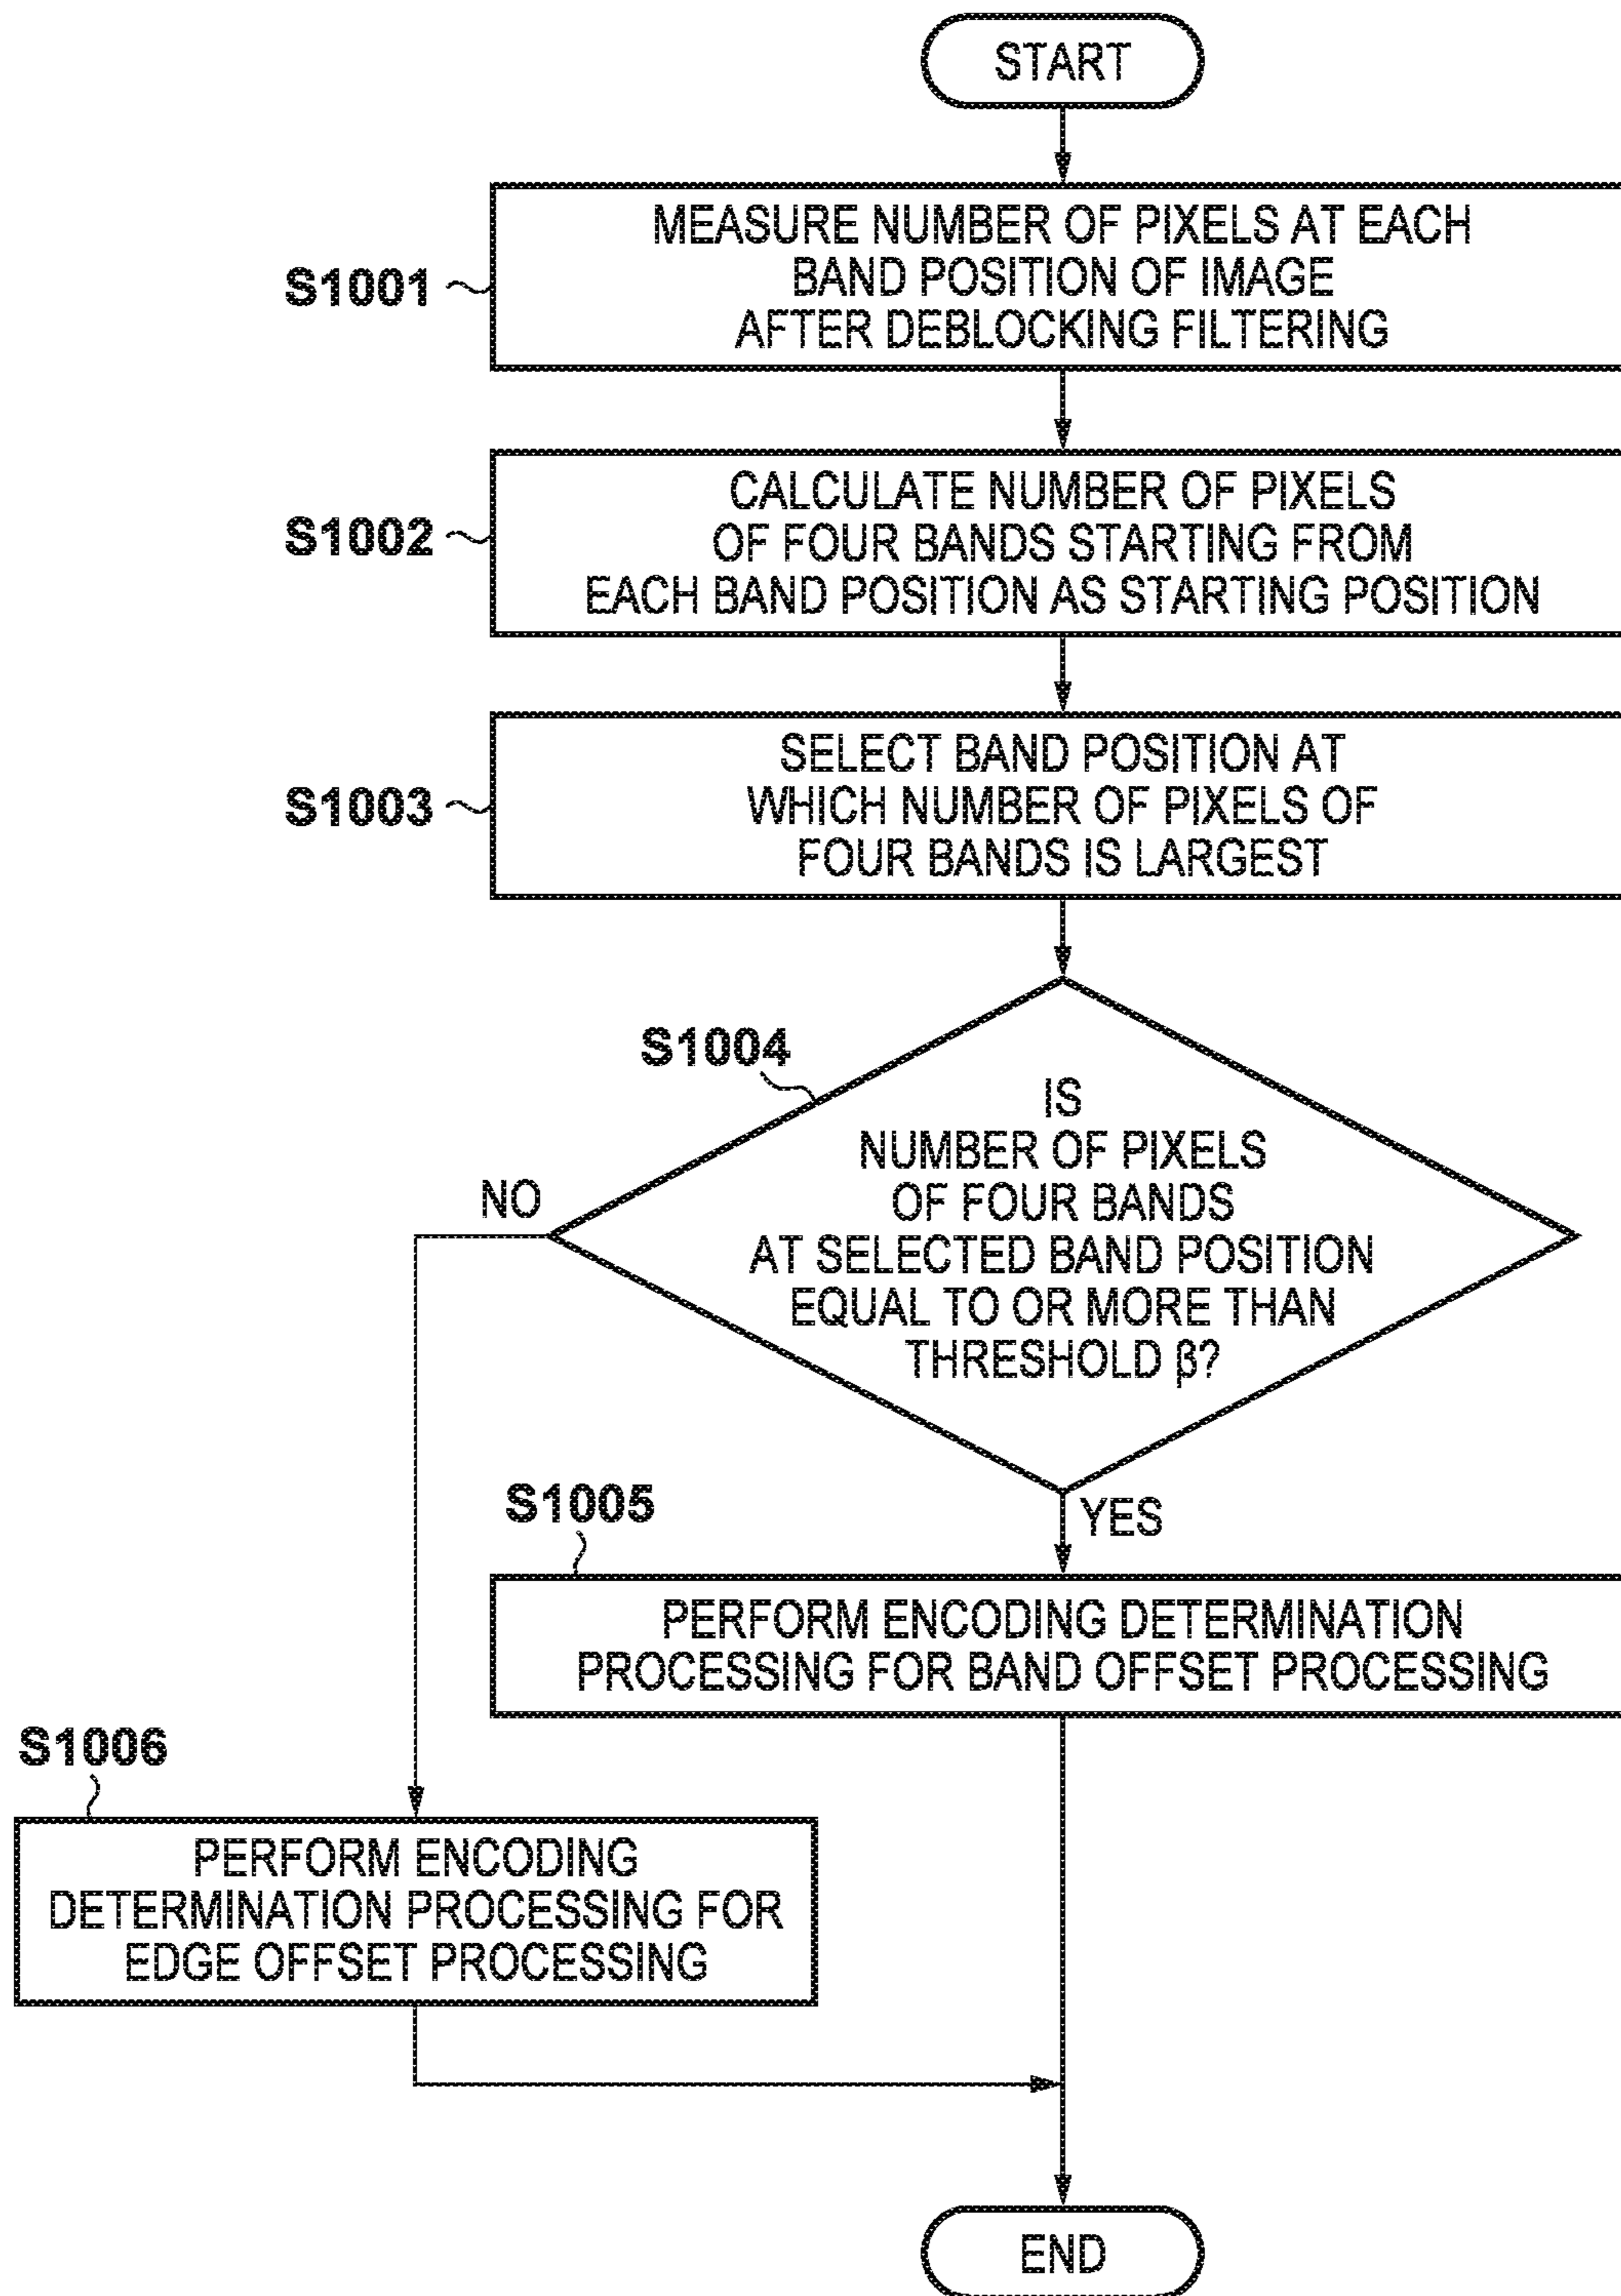 START
S1001
MEASURE NUMBER OF PIXELS AT EACH
BAND POSITION OF IMAGE
AFTER DEBLOCKING FILTERING
S1002
CALCULATE NUMBER OF PIXELS
OF FOUR BANDS STARTING FROM
EACH BAND POSITION AS STARTING POSITION
S1003
SELECT BAND POSITION AT
WHICH NUMBER OF PIXELS OF
FOUR BANDS IS LARGEST
S1004
IS
NUMBER OF PIXELS
OF FOUR BANDS
AT SELECTED BAND POSITION
EQUAL TO OR MORE THAN
THRESHOLD β?
NO
YES
S1005
PERFORM ENCODING DETERMINATION
PROCESSING FOR BAND OFFSET PROCESSING
S1006
PERFORM ENCODING
DETERMINATION PROCESSING FOR
EDGE OFFSET PROCESSING
END